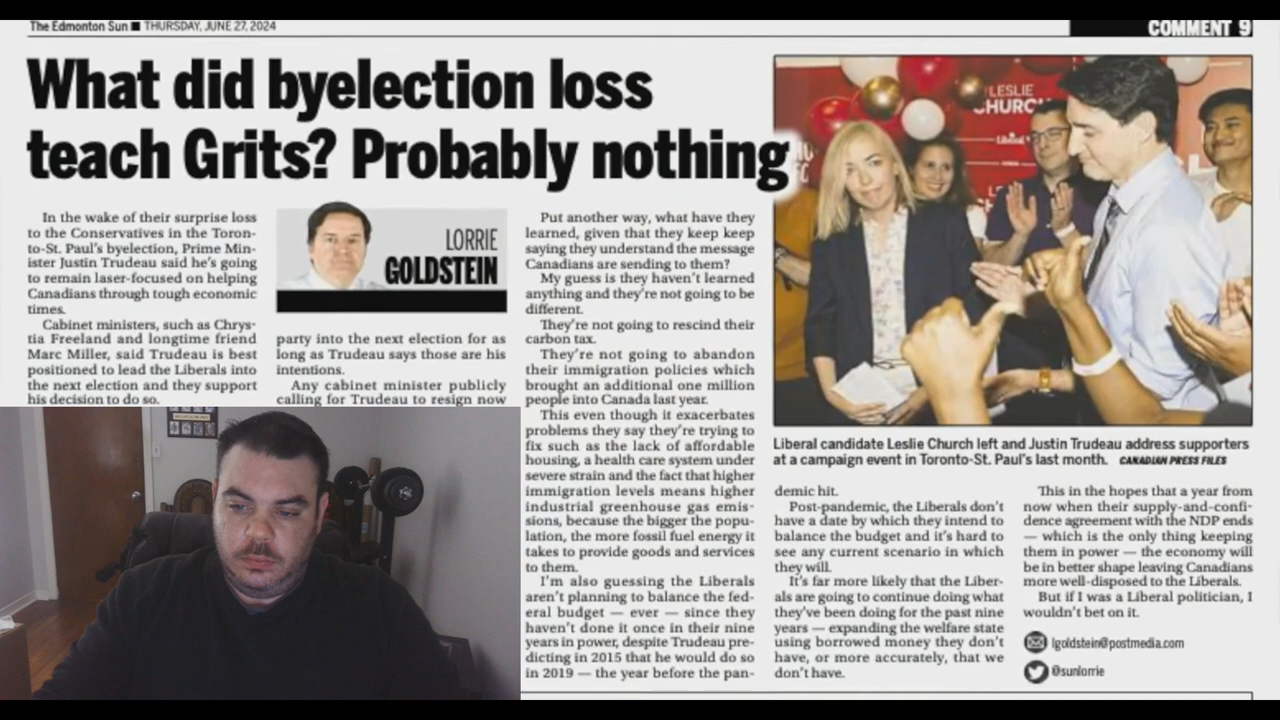 The Edmonton Sun ■ THURSDAY, JUNE 27, 2024
COMMENT 9
What did byelection loss
teach Grits? Probably nothing
In the wake of their surprise loss
to the Conservatives in the Toron-
to-St. Paul's byelection, Prime Min-
ister Justin Trudeau said he's going
to remain laser-focused on helping
Canadians through tough economic
times.
Cabinet ministers, such as Chrys-
tia Freeland and longtime friend
Marc Miller, said Trudeau is best
positioned to lead the Liberals into
the next election and they support
his decision to do so.
LORRIE
GOLDSTEIN
party into the next election for as
long as Trudeau says those are his
intentions.
Any cabinet minister publicly
calling for Trudeau to resign now
Put another way, what have they
learned, given that they keep keep
saying they understand the message
Canadians are sending to them?
My guess is they haven't learned
anything and they're not going to be
different.
They're not going to rescind their
carbon tax.
They're not going to abandon
their immigration policies which
brought an additional one million
people into Canada last year.
This even though it exacerbates
problems they say they're trying to
fix such as the lack of affordable
housing, a health care system under
severe strain and the fact that higher
immigration levels means higher
industrial greenhouse gas emis-
sions, because the bigger the popu-
lation, the more fossil fuel energy it
takes to provide goods and services
to them.
I'm also guessing the Liberals
aren't planning to balance the fed-
eral budget — ever — since they
haven't done it once in their nine
years in power, despite Trudeau pre-
dicting in 2015 that he would do so
in 2019 — the year before the pan-
LESLIE
CHURCH
Liberal candidate Leslie Church left and Justin Trudeau address supporters
at a campaign event in Toronto-St. Paul's last month. CANADIAN PRESS FILES
demic hit.
Post-pandemic, the Liberals don't
have a date by which they intend to
balance the budget and it's hard to
see any current scenario in which
they will.
It's far more likely that the Liber-
als are going to continue doing what
they've been doing for the past nine
years — expanding the welfare state
using borrowed money they don't
have, or more accurately, that we
don't have.
This in the hopes that a year from
now when their supply-and-confi-
dence agreement with the NDP ends
— which is the only thing keeping
them in power — the economy will
be in better shape leaving Canadians
more well-disposed to the Liberals.
But if I was a Liberal politician, I
wouldn't bet on it.
lgoldstein@postmedia.com
@sunlorrie